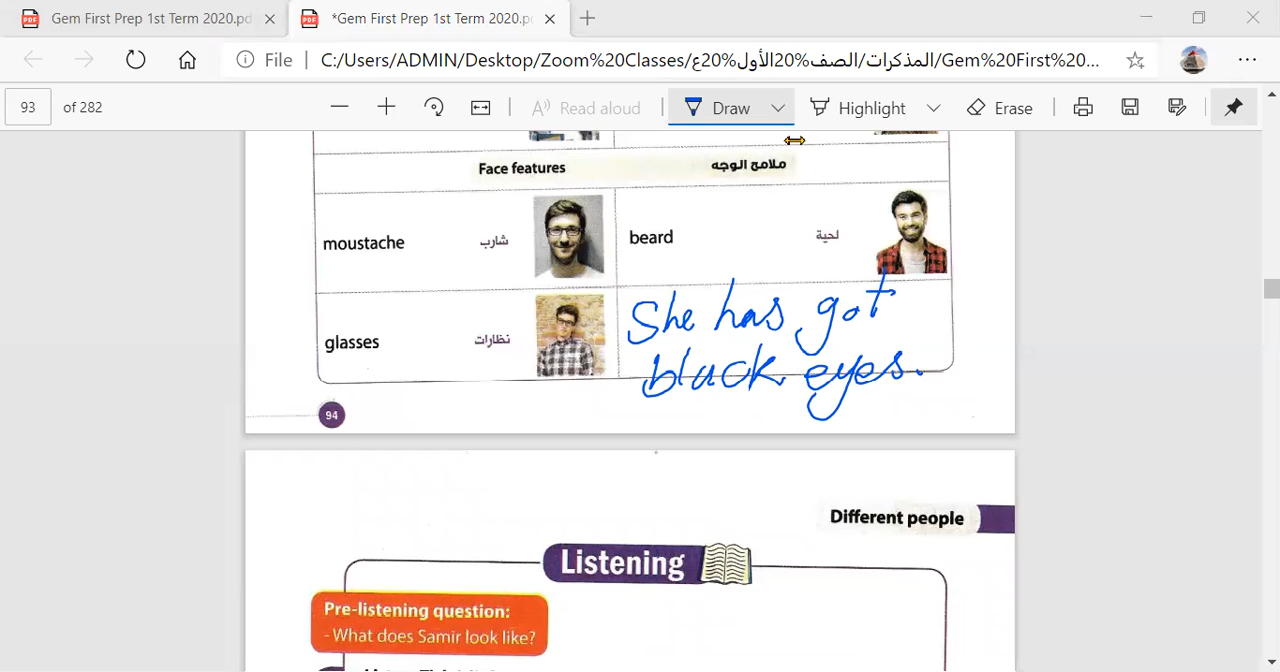 Gem First Prep 1st Term 2020.pd
*Gem First Prep 1st Term 2020.pd
File
C:/Users/ADMIN/Desktop/Zoom%20Classes/المذكرات/الصف%20الأول%20ع/Gem%20First%20...
93 of 282
Read aloud
Draw
Highlight
Erase
Face features ملامح الوجه
moustache شارب
beard لحية
glasses نظارات
She has got
black eyes.
94
Different people
Listening
Pre-listening question:
- What does Samir look like?